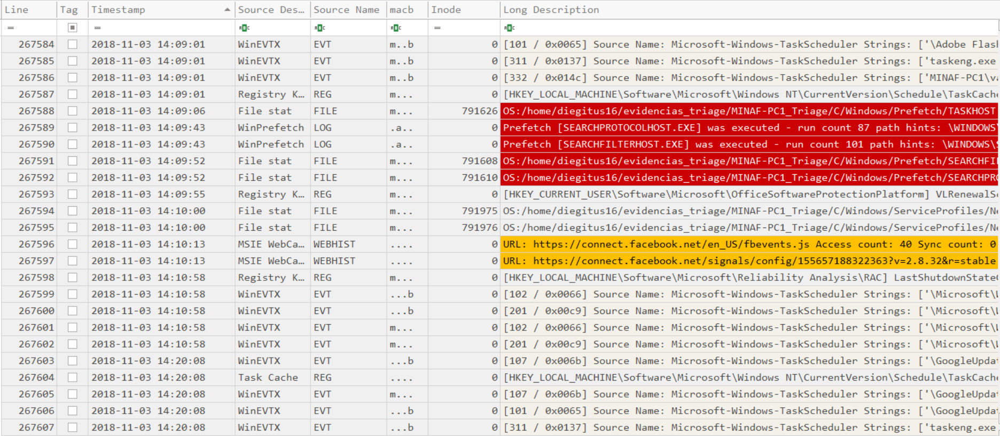 Line Tag Timestamp Source Des… Source Name macb Inode Long Description
= ■ = ABC ABC ABC = ABC
267584 2018-11-03 14:09:01 WinEVTX EVT m..b 0 [101 / 0x0065] Source Name: Microsoft-Windows-TaskScheduler Strings: ['\Adobe Flash
267585 2018-11-03 14:09:01 WinEVTX EVT m..b 0 [311 / 0x0137] Source Name: Microsoft-Windows-TaskScheduler Strings: ['taskeng.exe
267586 2018-11-03 14:09:01 WinEVTX EVT m..b 0 [332 / 0x014c] Source Name: Microsoft-Windows-TaskScheduler Strings: ['MINAF-PC1\va
267587 2018-11-03 14:09:01 Registry K… REG m... 0 [HKEY_LOCAL_MACHINE\Software\Microsoft\Windows NT\CurrentVersion\Schedule\TaskCache
267588 2018-11-03 14:09:06 File stat FILE m... 791626 OS:/home/diegitus16/evidencias_triage/MINAF-PC1_Triage/C/Windows/Prefetch/TASKHOST
267589 2018-11-03 14:09:43 WinPrefetch LOG .a.. 0 Prefetch [SEARCHPROTOCOLHOST.EXE] was executed - run count 87 path hints: \WINDOWS\
267590 2018-11-03 14:09:43 WinPrefetch LOG .a.. 0 Prefetch [SEARCHFILTERHOST.EXE] was executed - run count 101 path hints: \WINDOWS\S
267591 2018-11-03 14:09:52 File stat FILE m... 791608 OS:/home/diegitus16/evidencias_triage/MINAF-PC1_Triage/C/Windows/Prefetch/SEARCHFI
267592 2018-11-03 14:09:52 File stat FILE m... 791610 OS:/home/diegitus16/evidencias_triage/MINAF-PC1_Triage/C/Windows/Prefetch/SEARCHPRO
267593 2018-11-03 14:09:55 Registry K… REG m... 0 [HKEY_CURRENT_USER\Software\Microsoft\OfficeSoftwareProtectionPlatform] VLRenewalSc
267594 2018-11-03 14:10:00 File stat FILE m... 791975 OS:/home/diegitus16/evidencias_triage/MINAF-PC1_Triage/C/Windows/ServiceProfiles/Ne
267595 2018-11-03 14:10:00 File stat FILE m... 791976 OS:/home/diegitus16/evidencias_triage/MINAF-PC1_Triage/C/Windows/ServiceProfiles/Ne
267596 2018-11-03 14:10:13 MSIE WebCa… WEBHIST .... 0 URL: https://connect.facebook.net/en_US/fbevents.js Access count: 40 Sync count: 0
267597 2018-11-03 14:10:13 MSIE WebCa… WEBHIST .... 0 URL: https://connect.facebook.net/signals/config/155657188322363?v=2.8.32&r=stable
267598 2018-11-03 14:10:58 Registry K… REG m... 0 [HKEY_LOCAL_MACHINE\Software\Microsoft\Reliability Analysis\RAC] LastShutdownState
267599 2018-11-03 14:10:58 WinEVTX EVT ...b 0 [102 / 0x0066] Source Name: Microsoft-Windows-TaskScheduler Strings: ['\Microsoft\
267600 2018-11-03 14:10:58 WinEVTX EVT ...b 0 [201 / 0x00c9] Source Name: Microsoft-Windows-TaskScheduler Strings: ['\Microsoft\
267601 2018-11-03 14:10:58 WinEVTX EVT m... 0 [102 / 0x0066] Source Name: Microsoft-Windows-TaskScheduler Strings: ['\Microsoft\
267602 2018-11-03 14:10:58 WinEVTX EVT m... 0 [201 / 0x00c9] Source Name: Microsoft-Windows-TaskScheduler Strings: ['\Microsoft\
267603 2018-11-03 14:20:08 WinEVTX EVT ...b 0 [107 / 0x006b] Source Name: Microsoft-Windows-TaskScheduler Strings: ['\GoogleUpdat
267604 2018-11-03 14:20:08 Task Cache REG .... 0 [HKEY_LOCAL_MACHINE\Software\Microsoft\Windows NT\CurrentVersion\Schedule\TaskCache
267605 2018-11-03 14:20:08 WinEVTX EVT m... 0 [107 / 0x006b] Source Name: Microsoft-Windows-TaskScheduler Strings: ['\GoogleUpdat
267606 2018-11-03 14:20:08 WinEVTX EVT ...b 0 [101 / 0x0065] Source Name: Microsoft-Windows-TaskScheduler Strings: ['\GoogleUpdat
267607 2018-11-03 14:20:08 WinEVTX EVT ...b 0 [311 / 0x0137] Source Name: Microsoft-Windows-TaskScheduler Strings: ['taskeng.exe